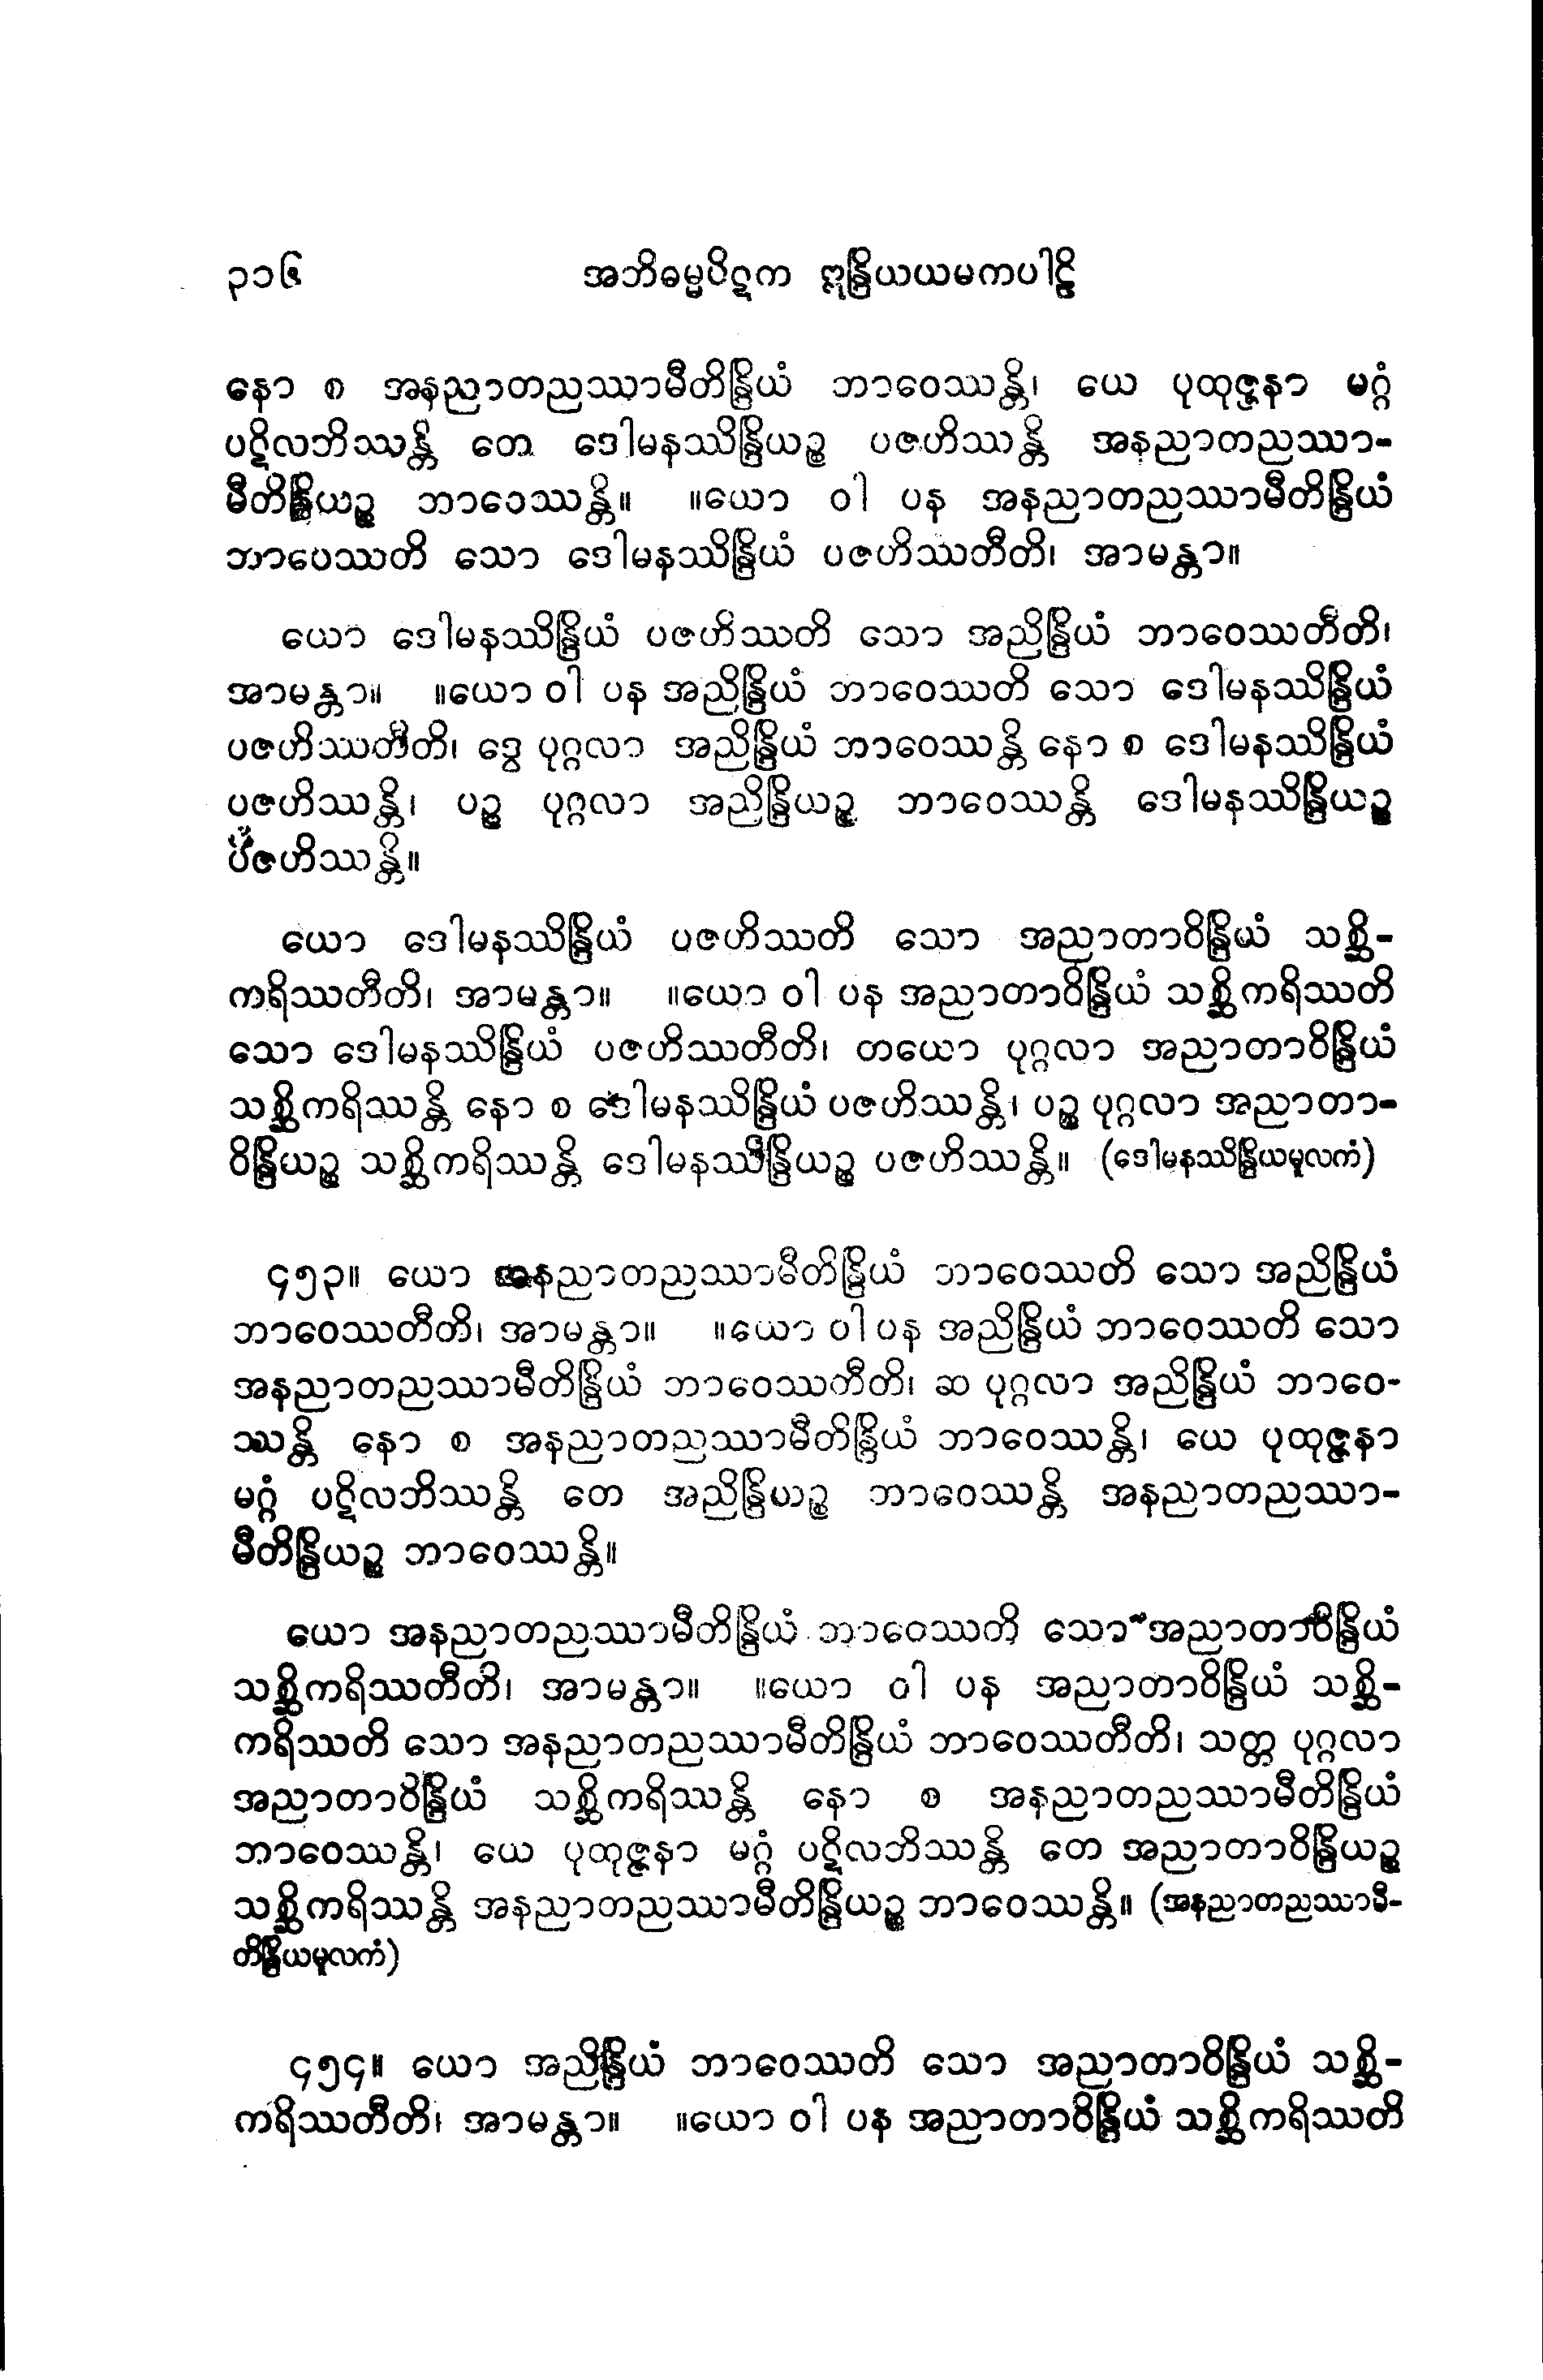 ၃၁၆ အဘိဓမ္မပိဋက ဣန္ဒြိယယမကပါဠိ
နော စ အနညာတညဿာမီတိန္ဒြိယံ ဘာဝေဿန္တိ၊ ယေ ပုထုဇ္ဇနာ မဂ္ဂံ
ပဋိလဘိဿန္တိ တေ ဒေါမနဿိန္ဒြိယဉ္စ ပဇဟိဿန္တိ အနညာတညဿာ-
မီတိန္ဒြိယဉ္စ ဘာဝေဿန္တိ။ ။ယော ဝါ ပန အနညာတညဿာမီတိန္ဒြိယံ
ဘာဝေဿတိ သော ဒေါမနဿိန္ဒြိယံ ပဇဟိဿတီတိ၊ အာမန္တာ။
ယော ဒေါမနဿိန္ဒြိယံ ပဇဟိဿတိ သော အညိန္ဒြိယံ ဘာဝေဿတီတိ၊
အာမန္တာ။ ။ယော ဝါ ပန အညိန္ဒြိယံ ဘာဝေဿတိ သော ဒေါမနဿိန္ဒြိယံ
ပဇဟိဿတီတိ၊ ဒွေ ပုဂ္ဂလာ အညိန္ဒြိယံ ဘာဝေဿန္တိ နော စ ဒေါမနဿိန္ဒြိယံ
ပဇဟိဿန္တိ၊ ပဉ္စ ပုဂ္ဂလာ အညိန္ဒြိယဉ္စ ဘာဝေဿန္တိ ဒေါမနဿိန္ဒြိယဉ္စ
ပဇဟိဿန္တိ။
ယော ဒေါမနဿိန္ဒြိယံ ပဇဟိဿတိ သော အညာတာဝိန္ဒြိယံ သစ္ဆိ-
ကရိဿတီတိ၊ အာမန္တာ။ ။ယော ဝါ ပန အညာတာဝိန္ဒြိယံ သစ္ဆိကရိဿတိ
သော ဒေါမနဿိန္ဒြိယံ ပဇဟိဿတီတိ၊ တယော ပုဂ္ဂလာ အညာတာဝိန္ဒြိယံ
သစ္ဆိကရိဿန္တိ နော စ ဒေါမနဿိန္ဒြိယံ ပဇဟိဿန္တိ၊ ပဉ္စ ပုဂ္ဂလာ အညာတာ-
ဝိန္ဒြိယဉ္စ သစ္ဆိကရိဿန္တိ ဒေါမနဿိန္ဒြိယဉ္စ ပဇဟိဿန္တိ။ (ဒေါမနဿိန္ဒြိယမူလကံ)
၄၅၃။ ယော အနညာတညဿာမီတိန္ဒြိယံ ဘာဝေဿတိ သော အညိန္ဒြိယံ
ဘာဝေဿတီတိ၊ အာမန္တာ။ ။ယော ဝါ ပန အညိန္ဒြိယံ ဘာဝေဿတိ သော
အနညာတညဿာမီတိန္ဒြိယံ ဘာဝေဿတီတိ၊ ဆ ပုဂ္ဂလာ အညိန္ဒြိယံ ဘာဝေ-
ဿန္တိ နော စ အနညာတညဿာမီတိန္ဒြိယံ ဘာဝေဿန္တိ၊ ယေ ပုထုဇ္ဇနာ
မဂ္ဂံ ပဋိလဘိဿန္တိ တေ အညိန္ဒြိယဉ္စ ဘာဝေဿန္တိ အနညာတညဿာ-
မီတိန္ဒြိယဉ္စ ဘာဝေဿန္တိ။
ယော အနညာတညဿာမီတိန္ဒြိယံ ဘာဝေဿတိ သော အညာတာဝိန္ဒြိယံ
သစ္ဆိကရိဿတီတိ၊ အာမန္တာ။ ။ယော ဝါ ပန အညာတာဝိန္ဒြိယံ သစ္ဆိ-
ကရိဿတိ သော အနညာတညဿာမီတိန္ဒြိယံ ဘာဝေဿတီတိ၊ သတ္တ ပုဂ္ဂလာ
အညာတာဝိန္ဒြိယံ သစ္ဆိကရိဿန္တိ နော စ အနညာတညဿာမီတိန္ဒြိယံ
ဘာဝေဿန္တိ၊ ယေ ပုထုဇ္ဇနာ မဂ္ဂံ ပဋိလဘိဿန္တိ တေ အညာတာဝိန္ဒြိယဉ္စ
သစ္ဆိကရိဿန္တိ အနညာတညဿာမီတိန္ဒြိယဉ္စ ဘာဝေဿန္တိ။ (အနညာတညဿာမီ-
တိန္ဒြိယမူလကံ)
၄၅၄။ ယော အညိန္ဒြိယံ ဘာဝေဿတိ သော အညာတာဝိန္ဒြိယံ သစ္ဆိ-
ကရိဿတီတိ၊ အာမန္တာ။ ။ယော ဝါ ပန အညာတာဝိန္ဒြိယံ သစ္ဆိကရိဿတိ